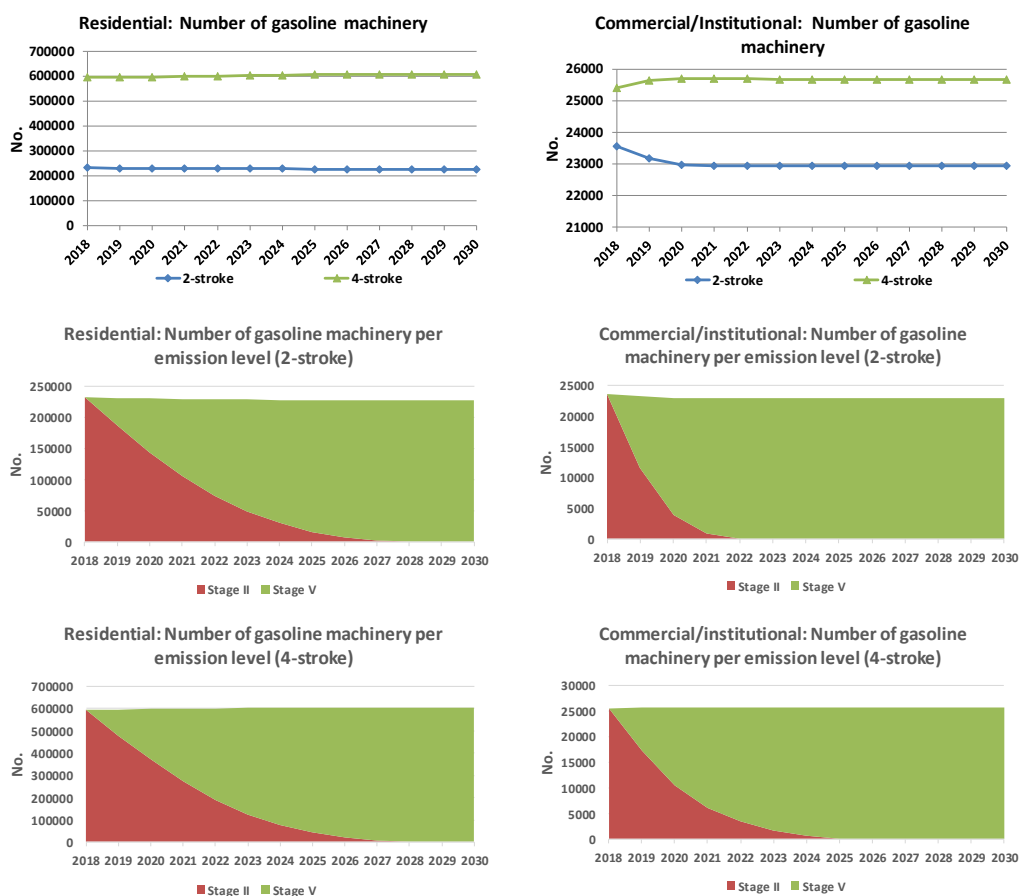 Residential: Number of gasoline machinery
700000
600000
500000
400000
300000
200000
100000
0
No.
2018 2019 2020 2021 2022 2023 2024 2025 2026 2027 2028 2029 2030
2-stroke 4-stroke
Commercial/Institutional: Number of gasoline
machinery
26000
25000
24000
23000
22000
21000
No.
2018 2019 2020 2021 2022 2023 2024 2025 2026 2027 2028 2029 2030
2-stroke 4-stroke
Residential: Number of gasoline machinery per
emission level (2-stroke)
250000
200000
150000
100000
50000
0
No.
2018 2019 2020 2021 2022 2023 2024 2025 2026 2027 2028 2029 2030
Stage II Stage V
Commercial/institutional: Number of gasoline
machinery per emission level (2-stroke)
25000
20000
15000
10000
5000
0
No.
2018 2019 2020 2021 2022 2023 2024 2025 2026 2027 2028 2029 2030
Stage II Stage V
Residential: Number of gasoline machinery per
emission level (4-stroke)
700000
600000
500000
400000
300000
200000
100000
0
No.
2018 2019 2020 2021 2022 2023 2024 2025 2026 2027 2028 2029 2030
Stage II Stage V
Commercial/institutional: Number of gasoline
machinery per emission level (4-stroke)
30000
25000
20000
15000
10000
5000
0
No.
2018 2019 2020 2021 2022 2023 2024 2025 2026 2027 2028 2029 2030
Stage II Stage V